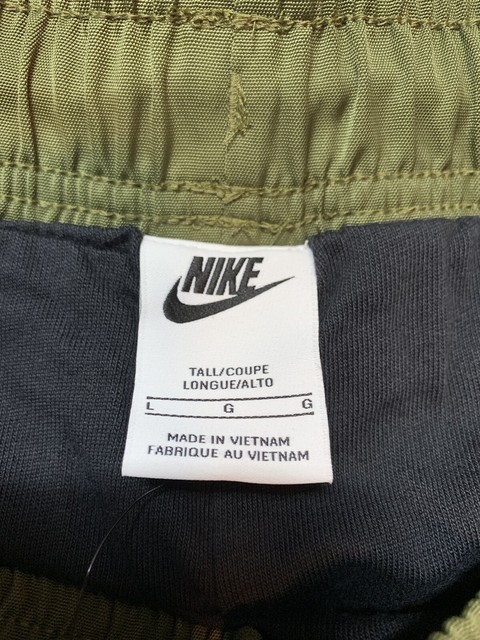 NIKE
TALL/COUPE
LONGUE/ALTO
L G G
MADE IN VIETNAM
FABRIQUE AU VIETNAM